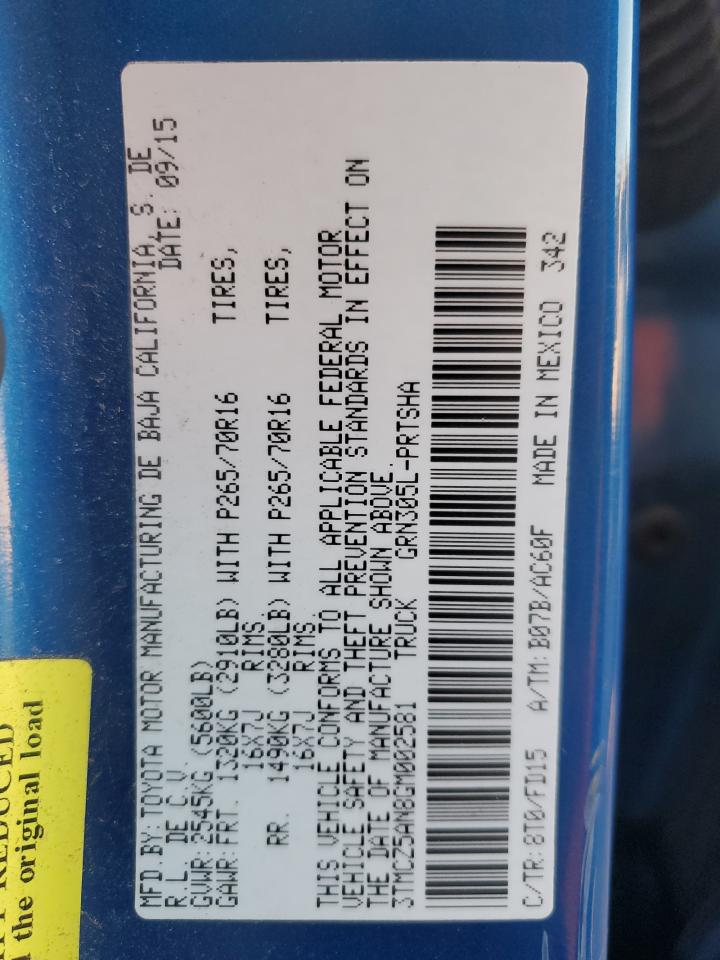 MFD.BY:TOYOTA MOTOR MANUFACTURING DE BAJA CALIFORNIA, S. DE
R.L. DE C.V. DATE: 09/15
GVWR:2545KG (5600LB)
GAWR:FRT. 1320KG (2910LB) WITH P265/70R16 TIRES,
16X7J RIMS.
RR. 1490KG (3280LB) WITH P265/70R16 TIRES,
16X7J RIMS
THIS VEHICLE CONFORMS TO ALL APPLICABLE FEDERAL MOTOR
VEHICLE SAFETY AND THEFT PREVENTION STANDARDS IN EFFECT ON
THE DATE OF MANUFACTURE SHOWN ABOVE.
3TMCZ5AN8GM002581 TRUCK GRN305L-PRTSHA
C/TR:8T0/FD15 A/TM:B07B/AC60F MADE IN MEXICO 342
REDUCED
the original load